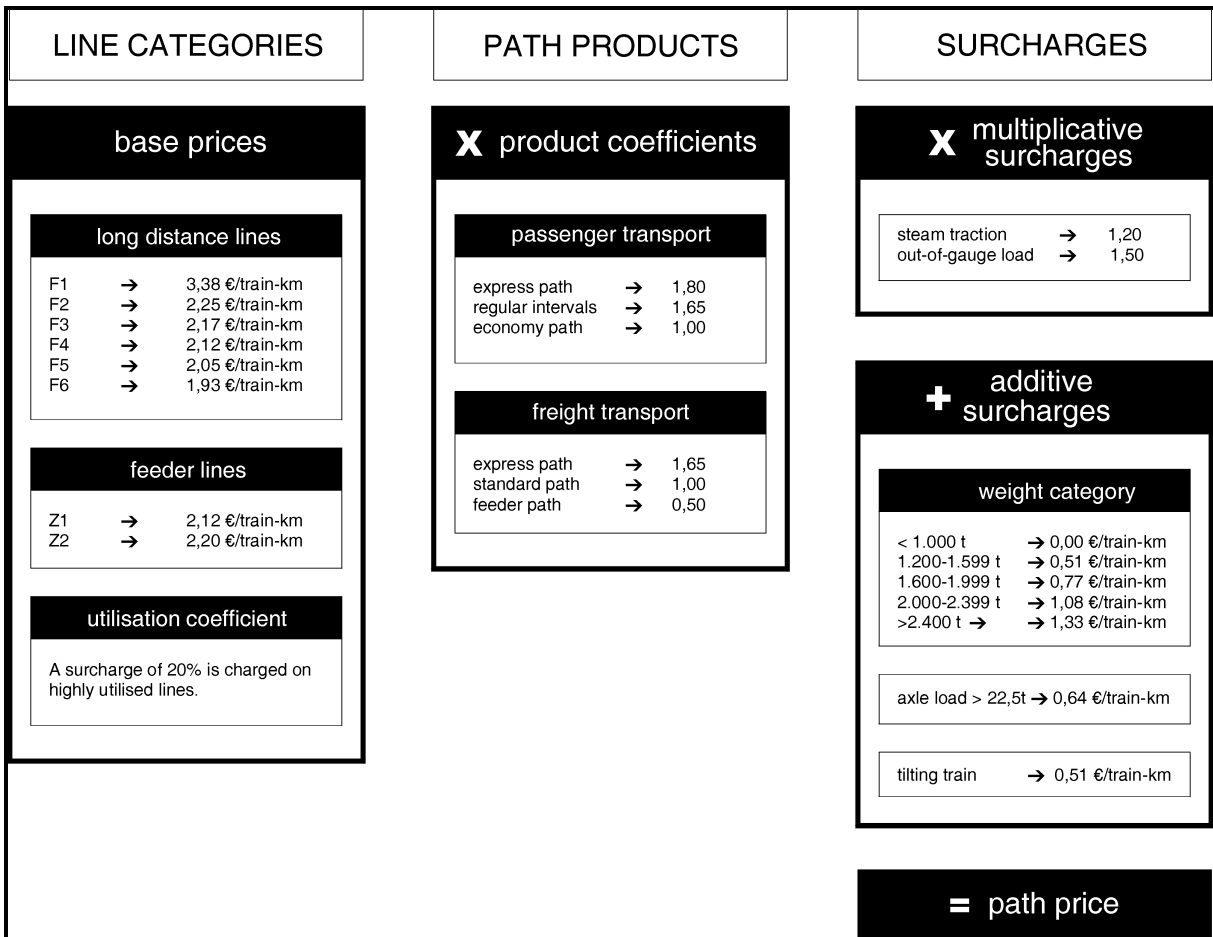 LINE CATEGORIES
base prices
long distance lines
F1 ➔ 3,38 €/train-km
F2 ➔ 2,25 €/train-km
F3 ➔ 2,17 €/train-km
F4 ➔ 2,12 €/train-km
F5 ➔ 2,05 €/train-km
F6 ➔ 1,93 €/train-km
feeder lines
Z1 ➔ 2,12 €/train-km
Z2 ➔ 2,20 €/train-km
utilisation coefficient
A surcharge of 20% is charged on
highly utilised lines.
PATH PRODUCTS
x product coefficients
passenger transport
express path ➔ 1,80
regular intervals ➔ 1,65
economy path ➔ 1,00
freight transport
express path ➔ 1,65
standard path ➔ 1,00
feeder path ➔ 0,50
SURCHARGES
x multiplicative
surcharges
steam traction ➔ 1,20
out-of-gauge load ➔ 1,50
+ additive
surcharges
weight category
< 1.000 t ➔ 0,00 €/train-km
1.200-1.599 t ➔ 0,51 €/train-km
1.600-1.999 t ➔ 0,77 €/train-km
2.000-2.399 t ➔ 1,08 €/train-km
>2.400 t ➔ ➔ 1,33 €/train-km
axle load > 22,5t ➔ 0,64 €/train-km
tilting train ➔ 0,51 €/train-km
= path price